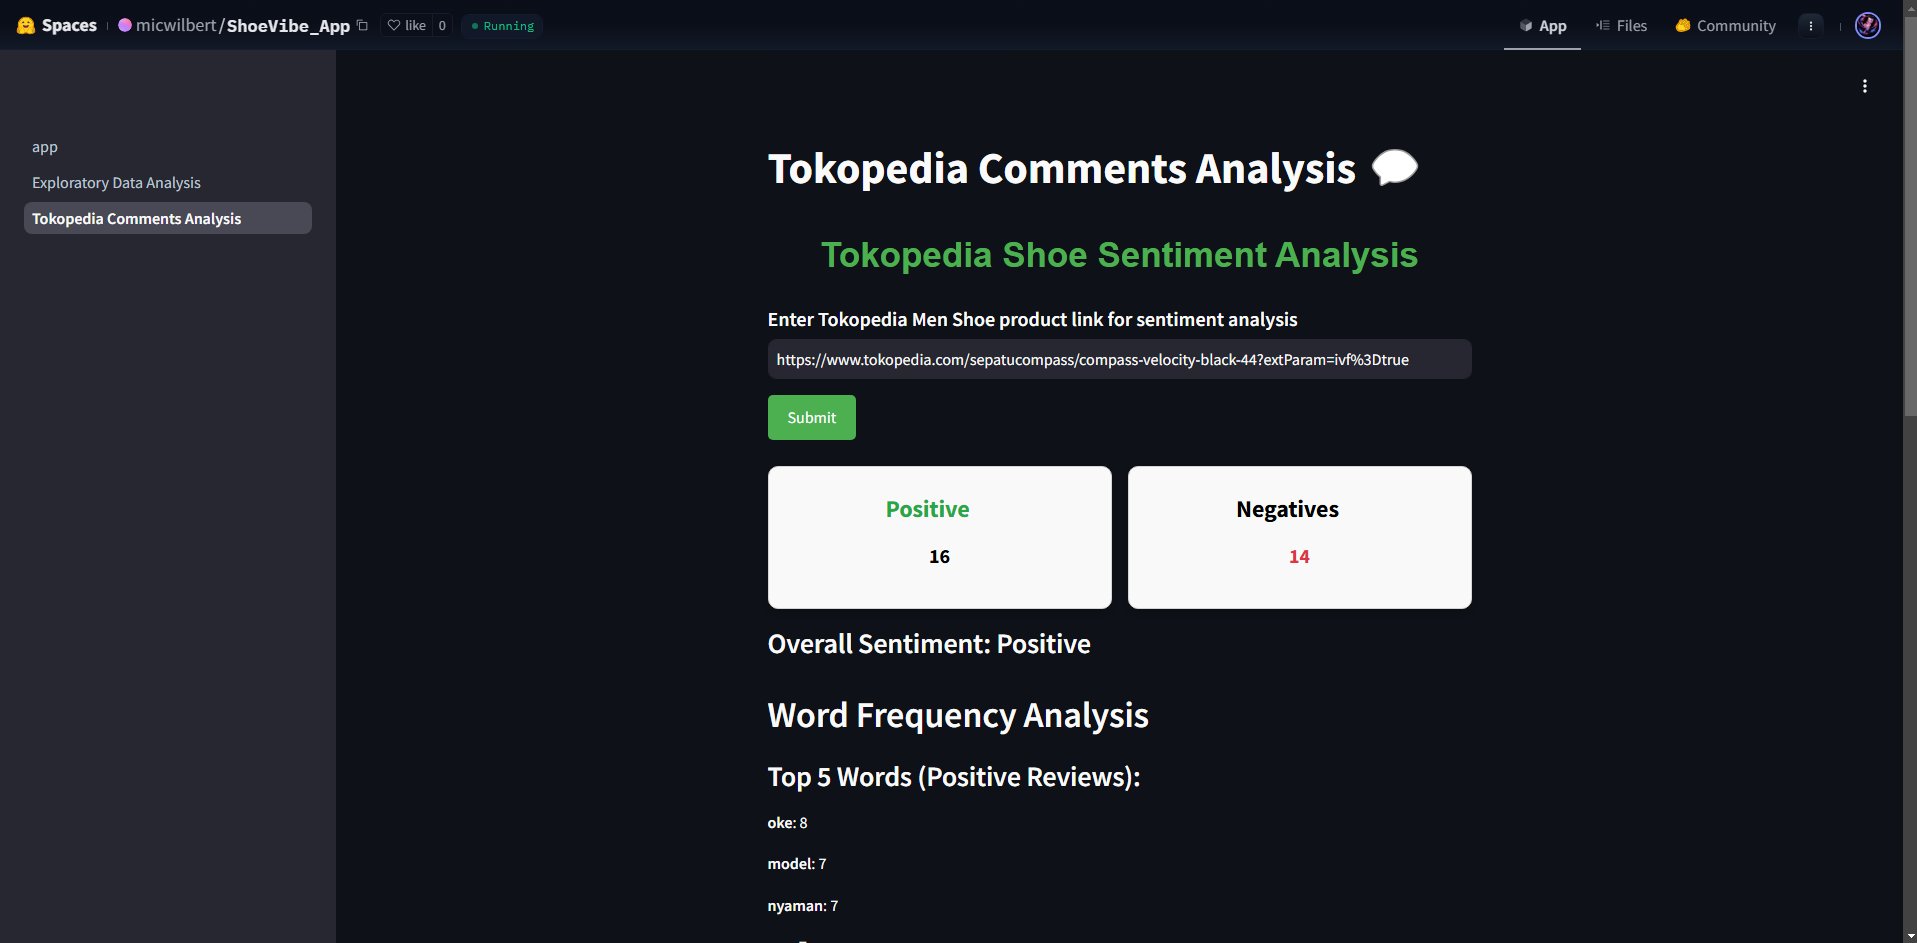 Spaces micwilbert/ShoeVibe_App like 0 Running App Files Community
app
Exploratory Data Analysis
Tokopedia Comments Analysis
Tokopedia Comments Analysis
Tokopedia Shoe Sentiment Analysis
Enter Tokopedia Men Shoe product link for sentiment analysis
https://www.tokopedia.com/sepatucompass/compass-velocity-black-44?extParam=ivf%3Dtrue
Submit
Positive
16
Negatives
14
Overall Sentiment: Positive
Word Frequency Analysis
Top 5 Words (Positive Reviews):
oke: 8
model: 7
nyaman: 7